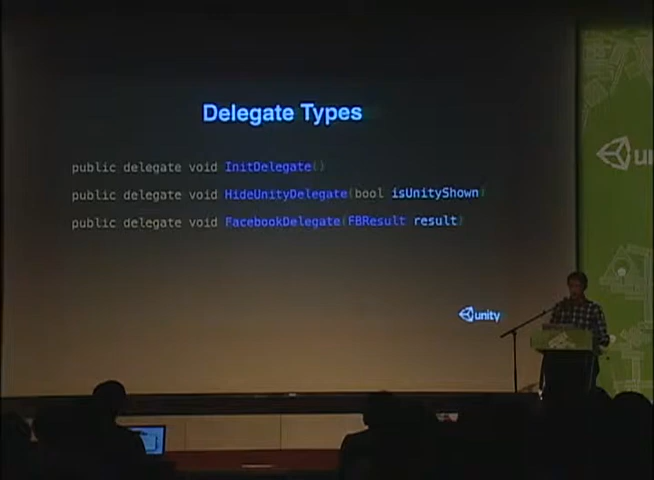 Delegate Types
public delegate void InitDelegate()
public delegate void HideUnityDelegate(bool isUnityShown)
public delegate void FacebookDelegate(FBResult result)
unity